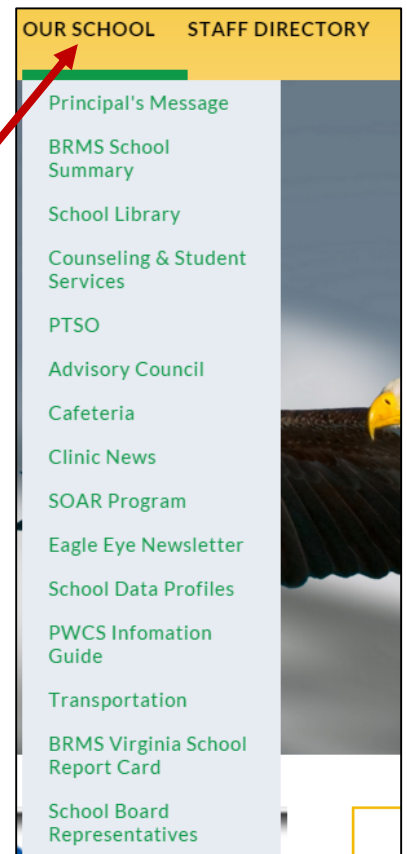 OUR SCHOOL STAFF DIRECTORY
Principal's Message
BRMS School
Summary
School Library
Counseling & Student
Services
PTSO
Advisory Council
Cafeteria
Clinic News
SOAR Program
Eagle Eye Newsletter
School Data Profiles
PWCS Infomation
Guide
Transportation
BRMS Virginia School
Report Card
School Board
Representatives